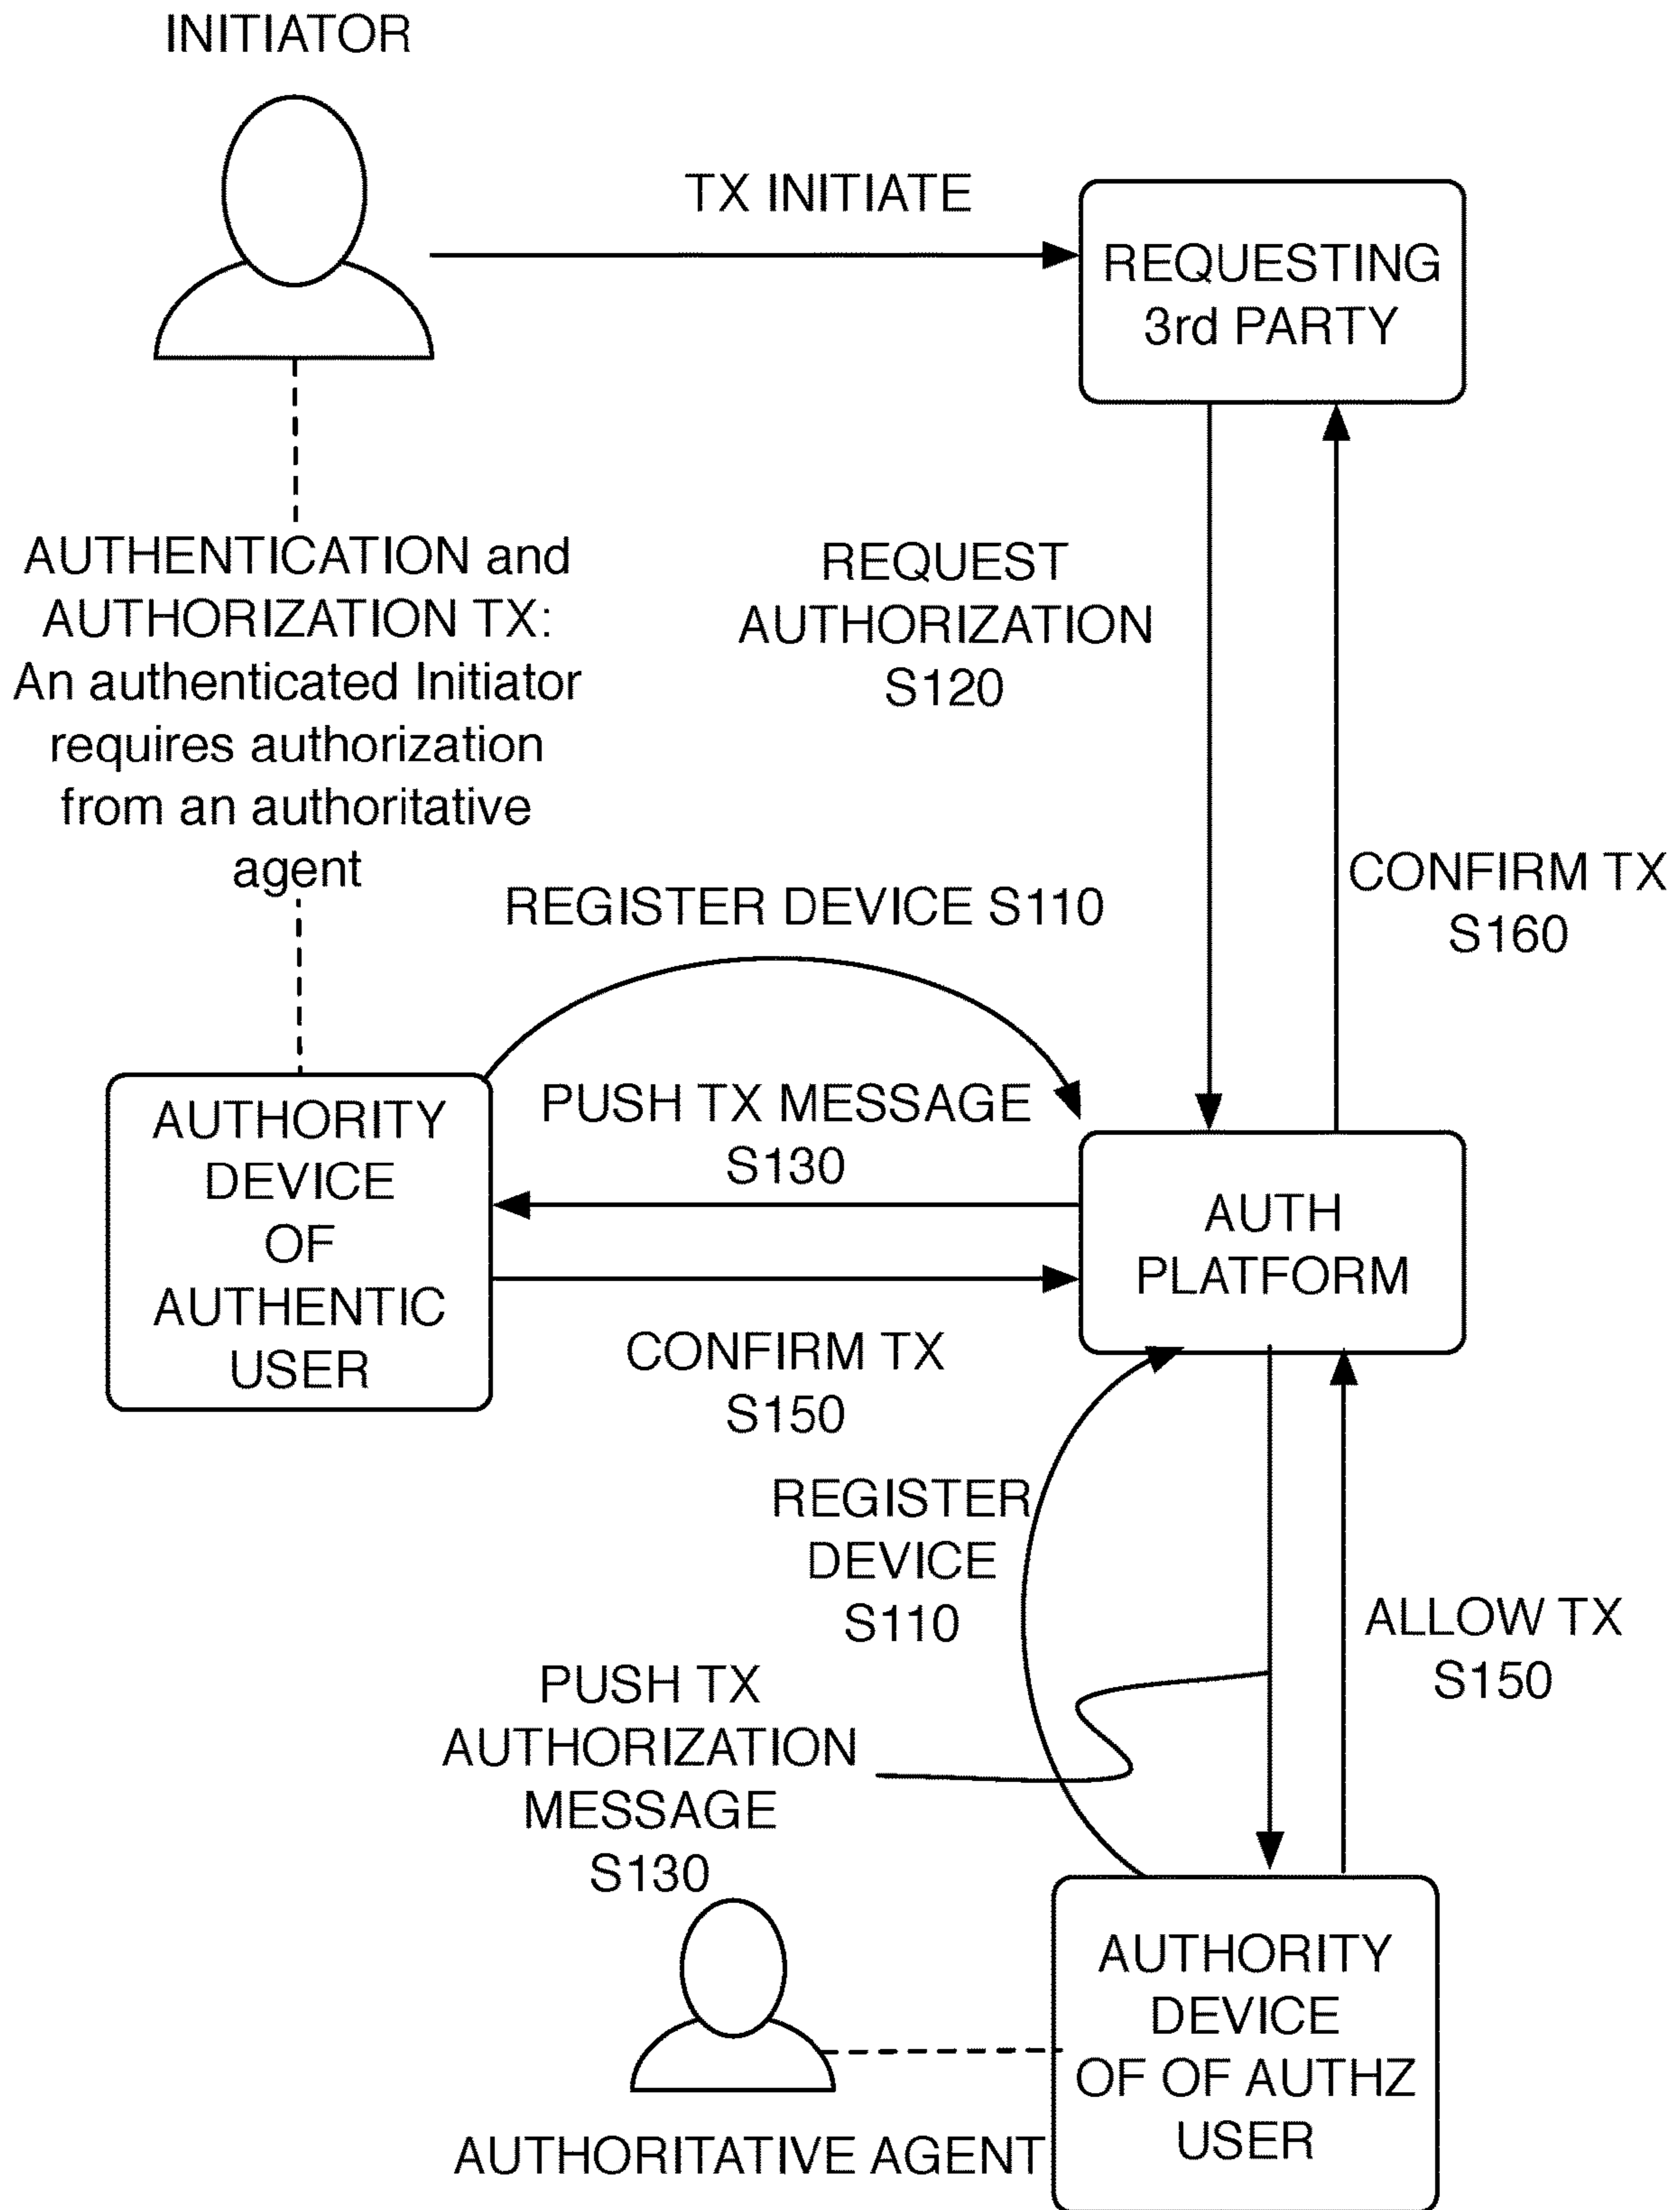 INITIATOR
TX INITIATE
REQUESTING
3rd PARTY
AUTHENTICATION and
AUTHORIZATION TX:
An authenticated Initiator
requires authorization
from an authoritative
agent
REQUEST
AUTHORIZATION
S120
CONFIRM TX
S160
REGISTER DEVICE S110
PUSH TX MESSAGE
S130
AUTHORITY
DEVICE
OF
AUTHENTIC
USER
AUTH
PLATFORM
CONFIRM TX
S150
REGISTER
DEVICE
S110
ALLOW TX
S150
PUSH TX
AUTHORIZATION
MESSAGE
S130
AUTHORITY
DEVICE
OF OF AUTHZ
USER
AUTHORITATIVE AGENT